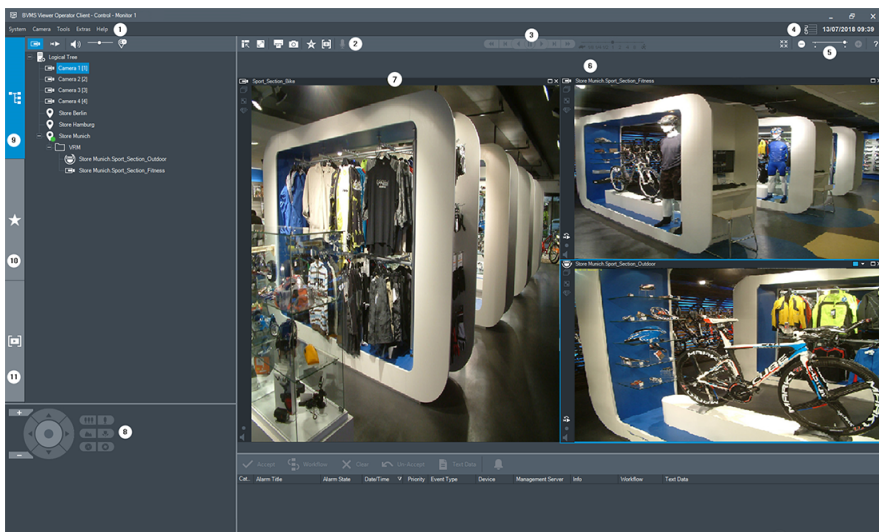 BVMS Viewer Operator Client - Control - Monitor 1
System Camera Tools Extras Help 1
4 13/07/2018 09:39
2
3
5
?
6
Logical Tree
Camera 1 [1]
Camera 2 [2]
Camera 3 [3]
Camera 4 [4]
Store Berlin
Store Hamburg
Store Munich
VRM
Store Munich.Sport_Section_Outdoor
Store Munich.Sport_Section_Fitness
9
10
11
8
Sport_Section_Bike 7
Store Munich.Sport_Section_Fitness
Store Munich.Sport_Section_Outdoor
CUBE
Accept Workflow Clear Un-Accept Text Data
Cat.. Alarm Title Alarm State Date/Time Priority Event Type Device Management Server Info Workflow Text Data